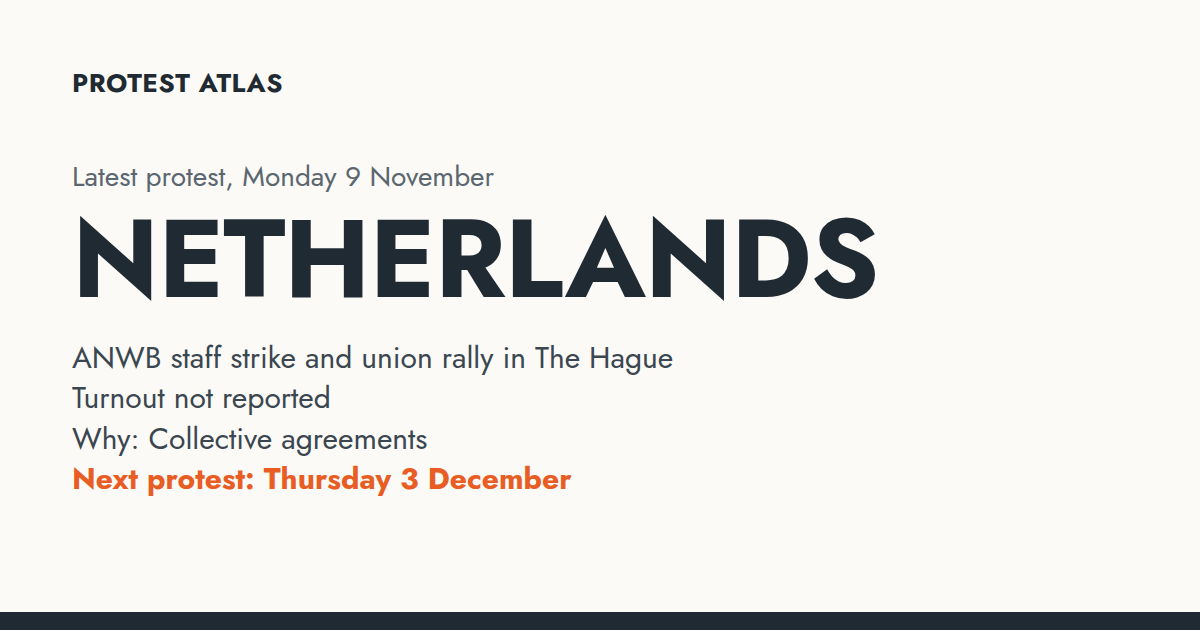 PROTEST ATLAS
Latest protest, Monday 9 November
NETHERLANDS
ANWB staff strike and union rally in The Hague
Turnout not reported
Why: Collective agreements
Next protest: Thursday 3 December